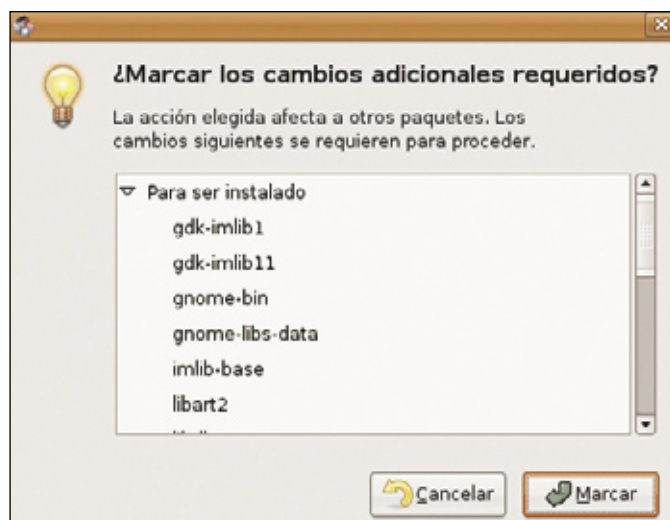 ¿Marcar los cambios adicionales requeridos?
La acción elegida afecta a otros paquetes. Los
cambios siguientes se requieren para proceder.
Para ser instalado
gdk-imlib1
gdk-imlib11
gnome-bin
gnome-libs-data
imlib-base
libart2
Cancelar
Marcar